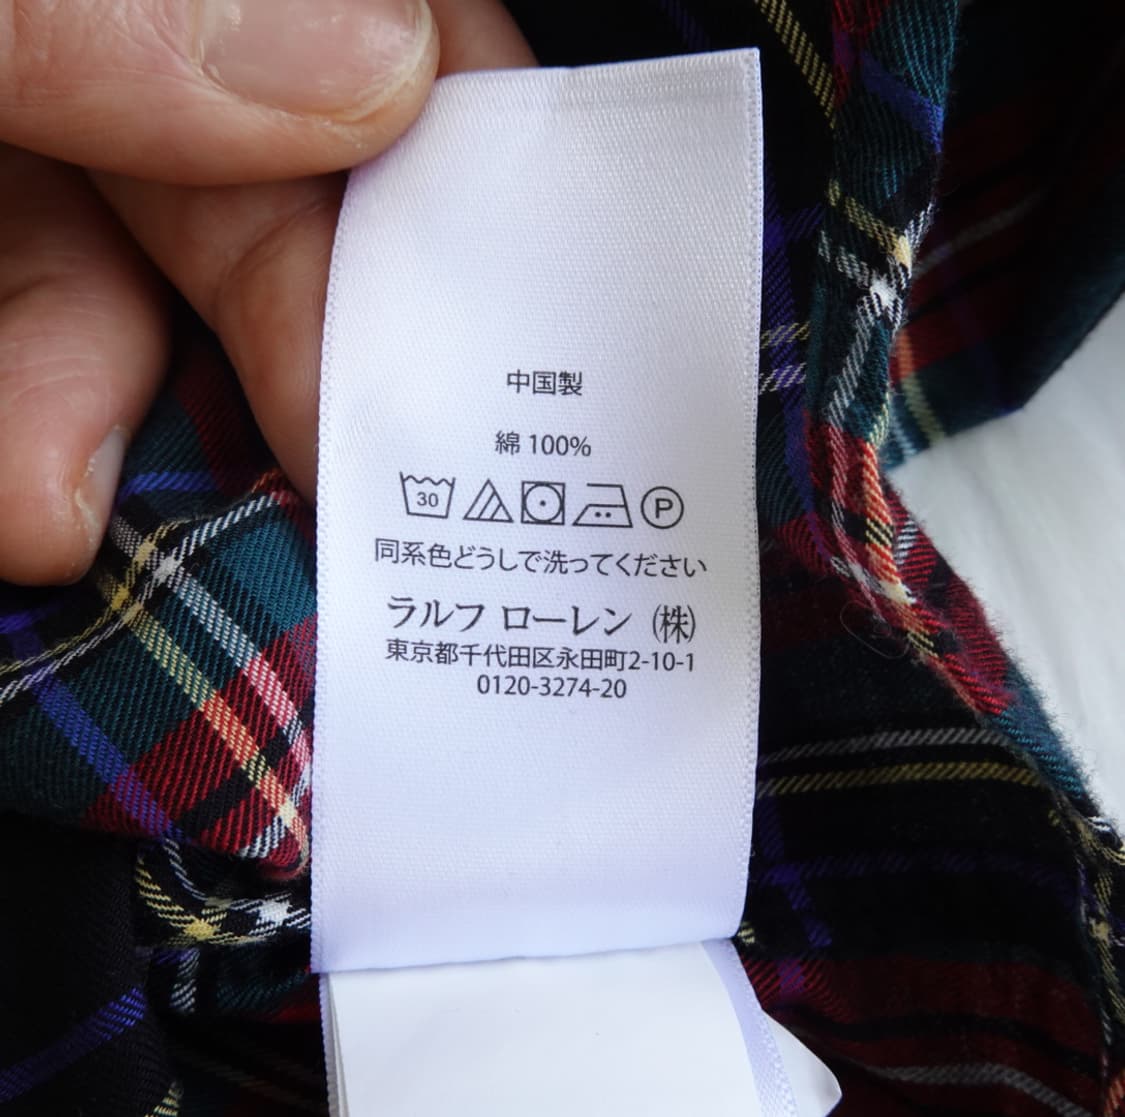 中国製
綿 100%
30 P
同系色どうしで洗ってください
ラルフ ローレン (株)
東京都千代田区永田町2-10-1
0120-3274-20